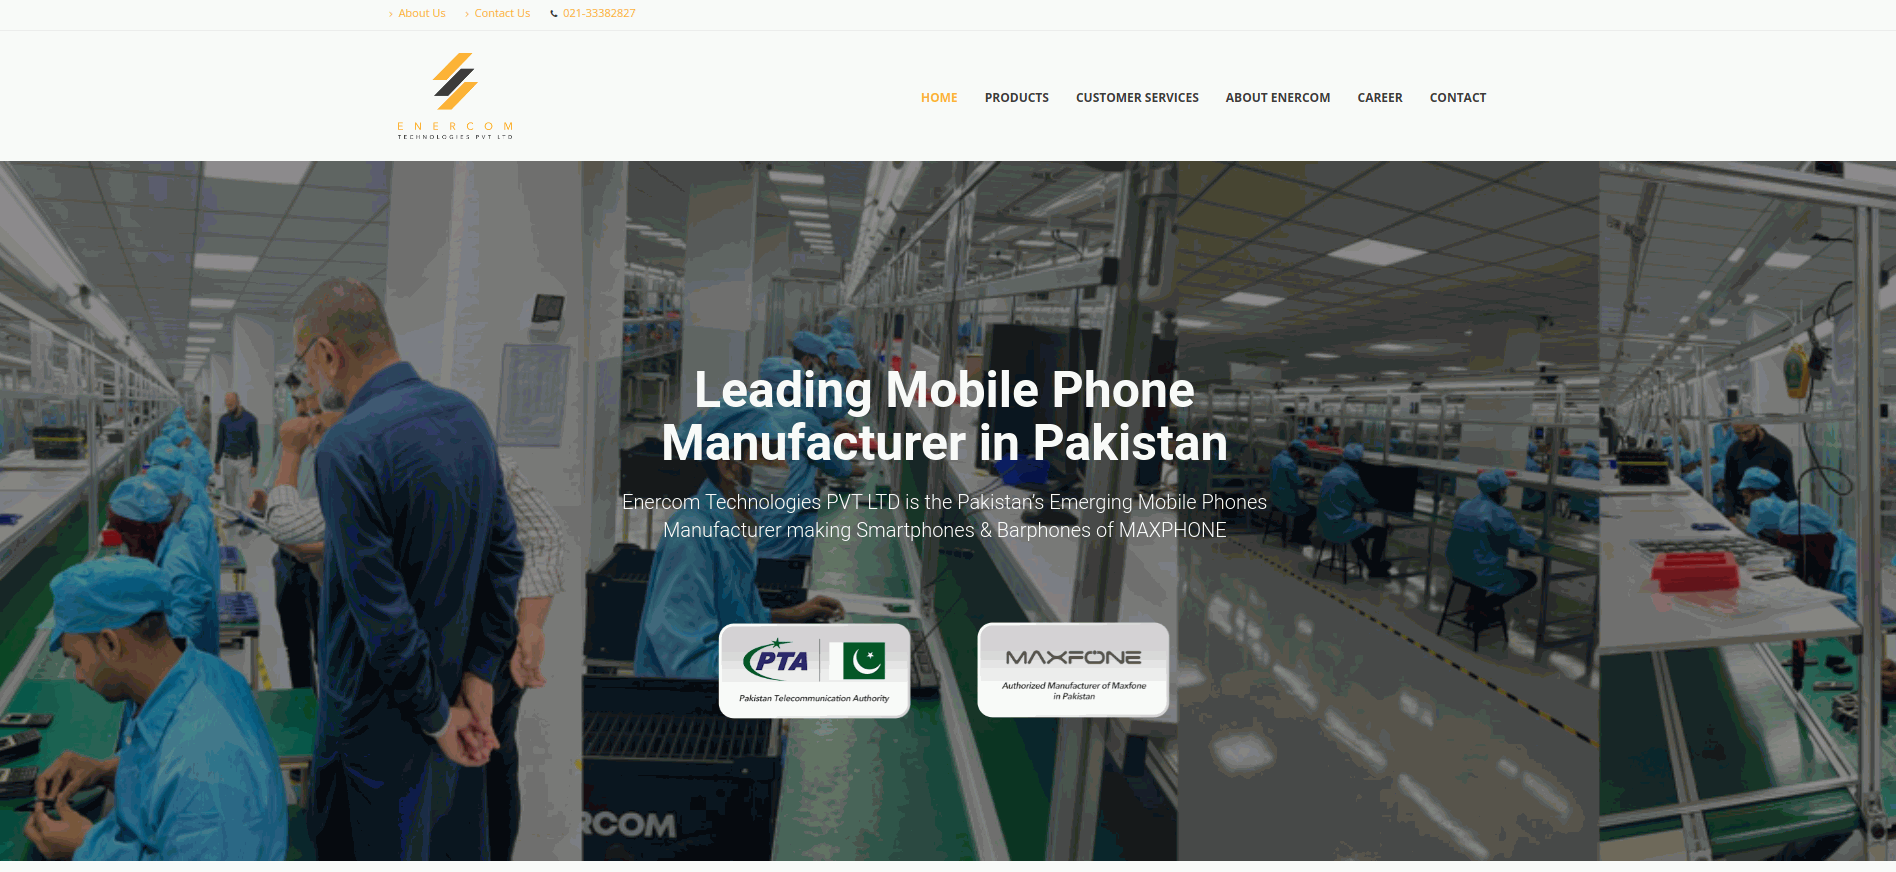 About Us
Contact Us
021-33382827
ENERCOM
TECHNOLOGIES PVT LTD
HOME
PRODUCTS
CUSTOMER SERVICES
ABOUT ENERCOM
CAREER
CONTACT
Leading Mobile Phone
Manufacturer in Pakistan
Enercom Technologies PVT LTD is the Pakistan's Emerging Mobile Phones
Manufacturer making Smartphones & Barphones of MAXPHONE
PTA
Pakistan Telecommunication Authority
MAXFONE
Authorized Manufacturer of Maxfone
in Pakistan
RCOM